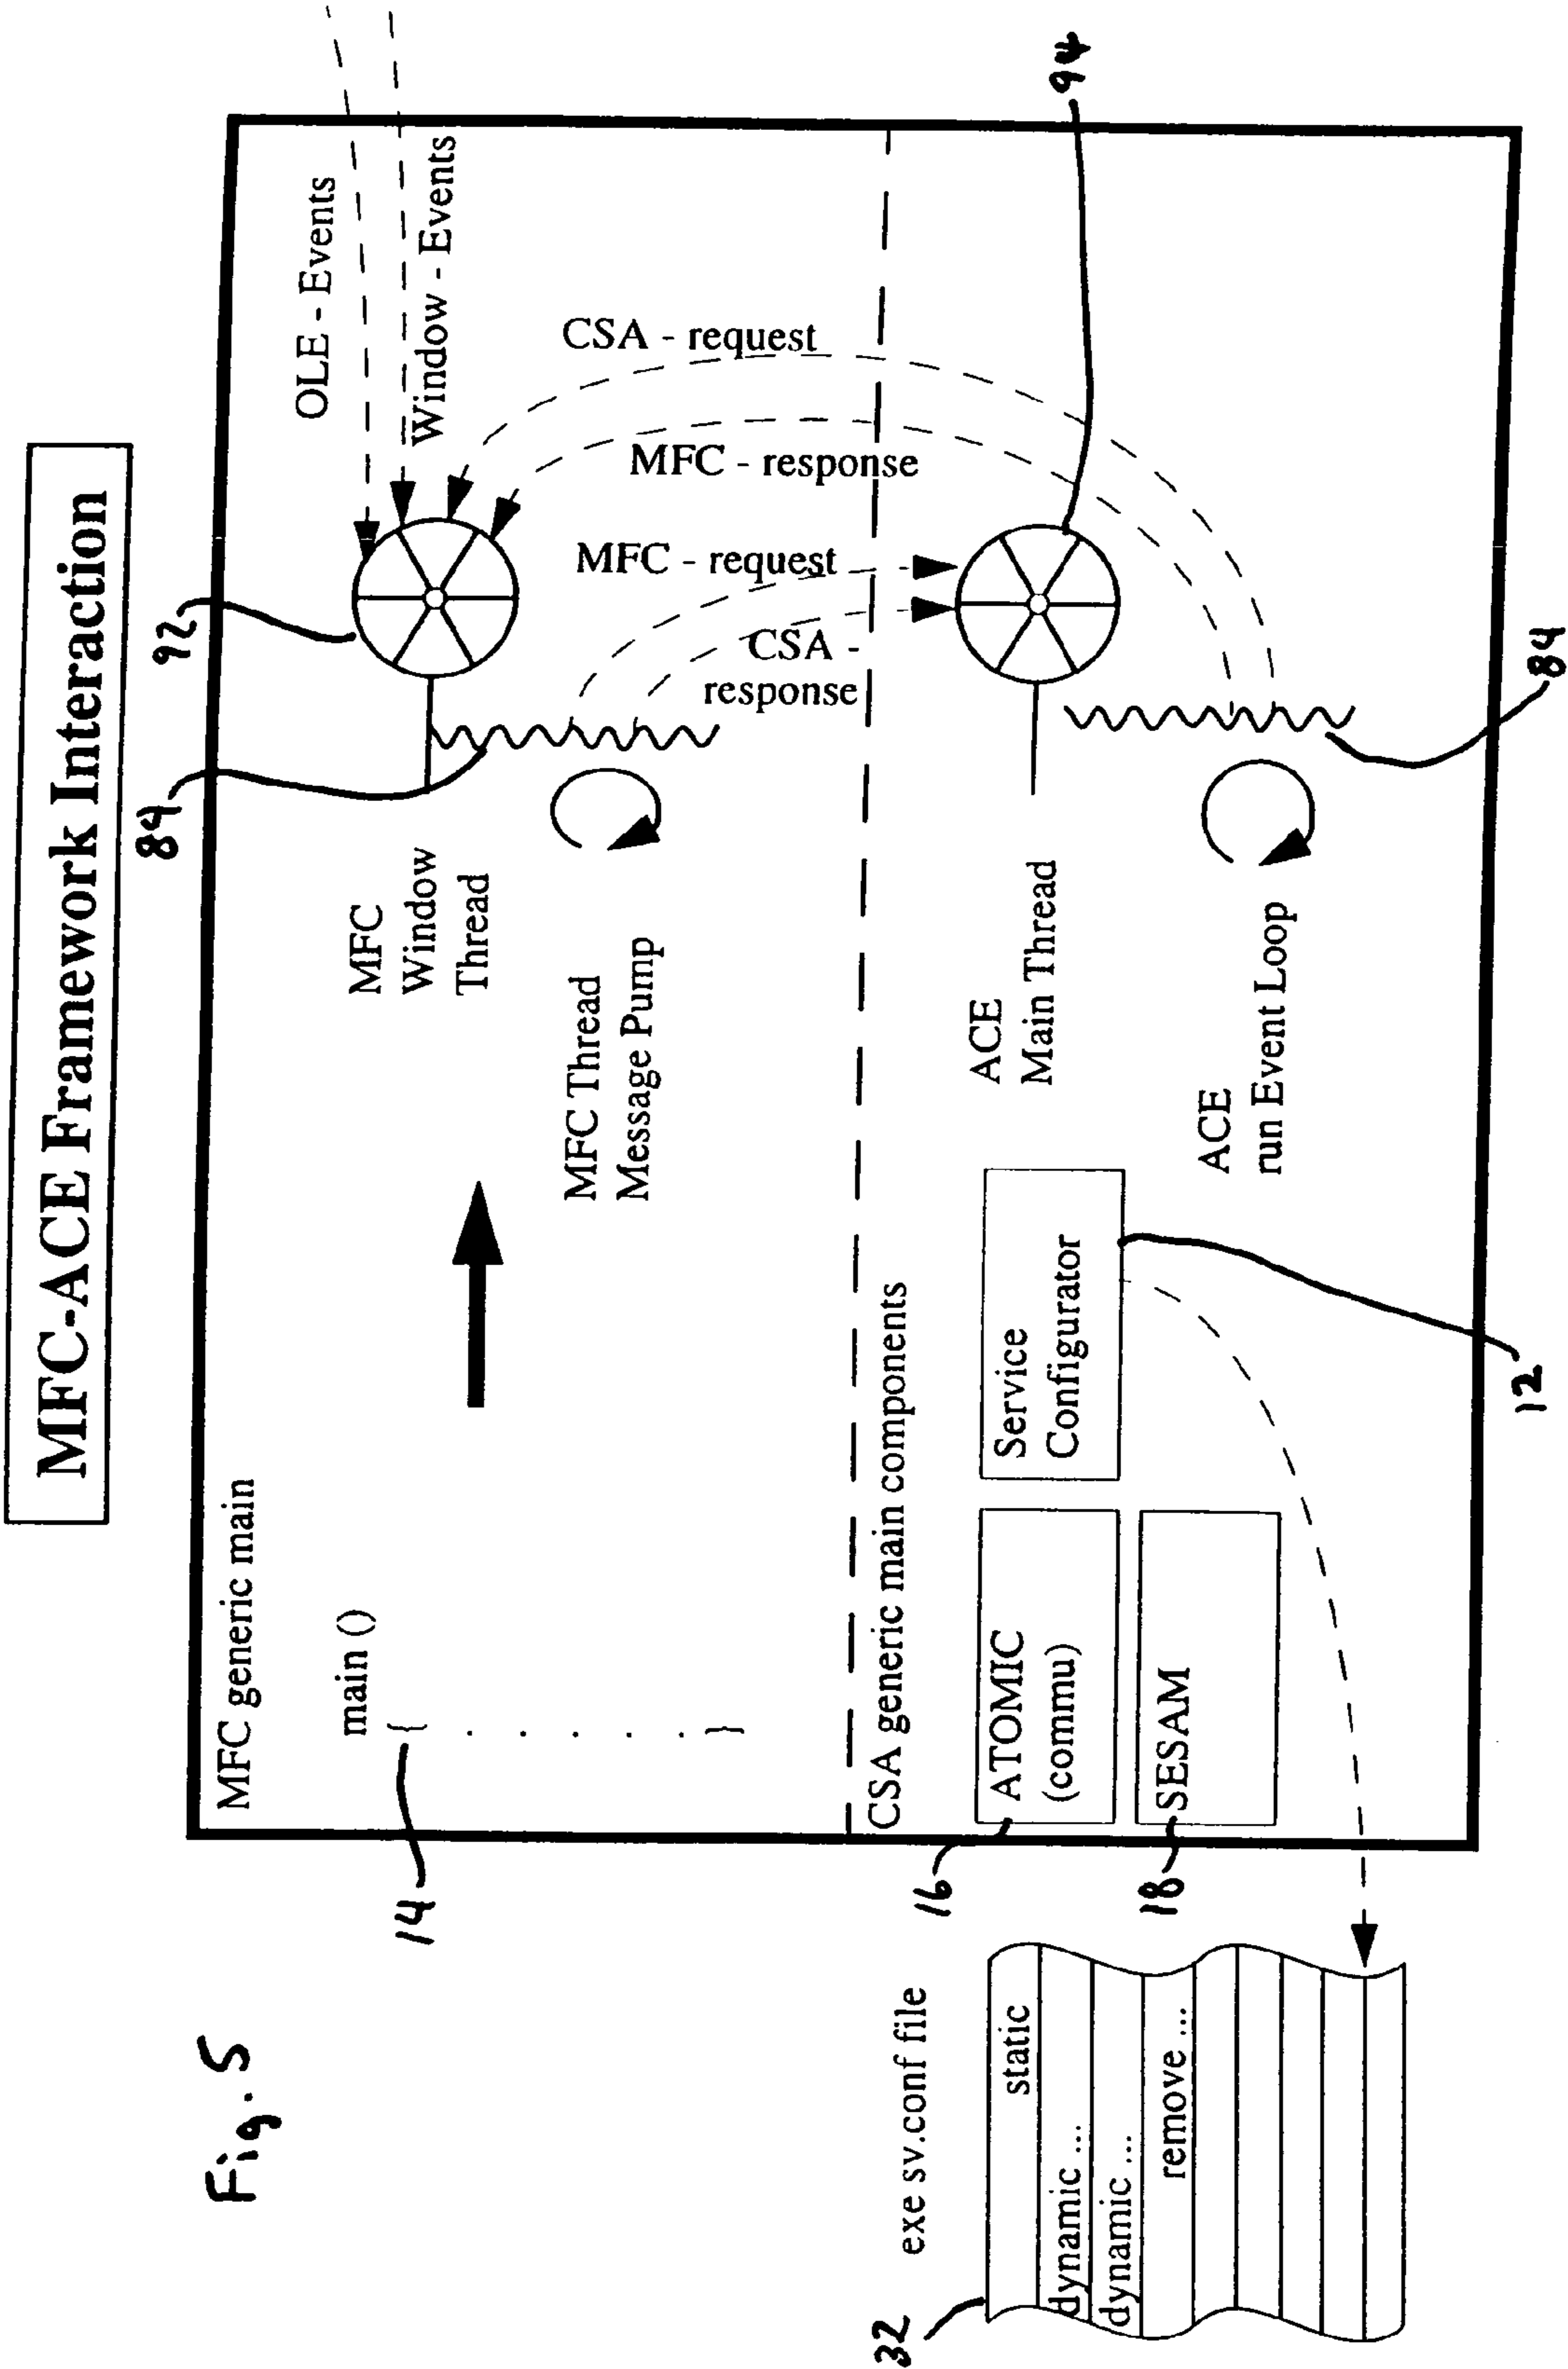 Fig. 5
MFC-ACE Framework Interaction
MFC generic main
main ()
{
.
.
.
.
.
}
14
MFC
Window
Thread
MFC Thread
Message Pump
84
92
OLE - Events
Window - Events
CSA - request
MFC - response
MFC - request
CSA -
response
CSA generic main components
ATOMIC
(commu)
16
SESAM
18
Service
Configurator
12
ACE
Main Thread
ACE
run Event Loop
94
84
exe sv.conf file
static
dynamic ...
dynamic ...
remove ...
32